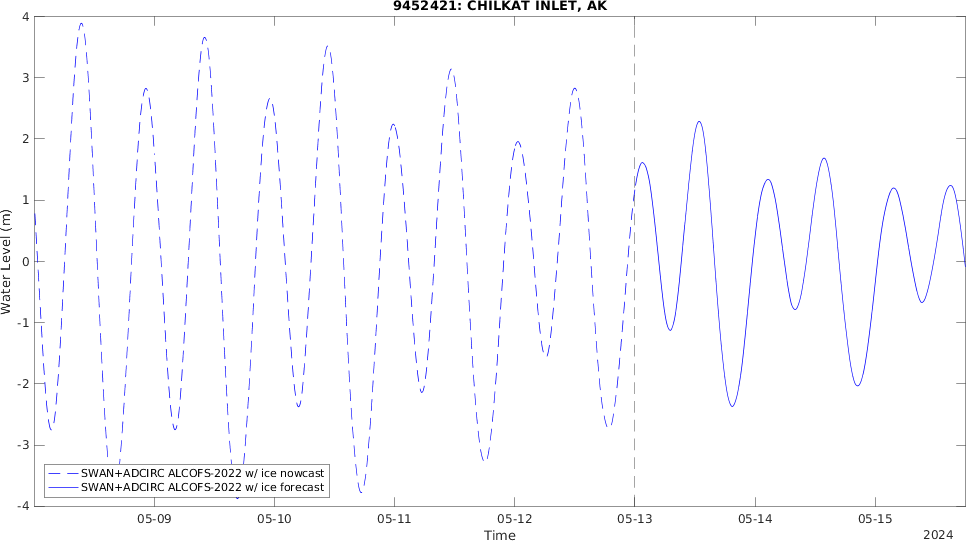 9452421: CHILKAT INLET, AK
4
3
2
1
0
-1
-2
-3
-4
Water Level (m)
SWAN+ADCIRC ALCOFS-2022 w/ ice nowcast
SWAN+ADCIRC ALCOFS-2022 w/ ice forecast
05-09 05-10 05-11 05-12 05-13 05-14 05-15
Time
2024